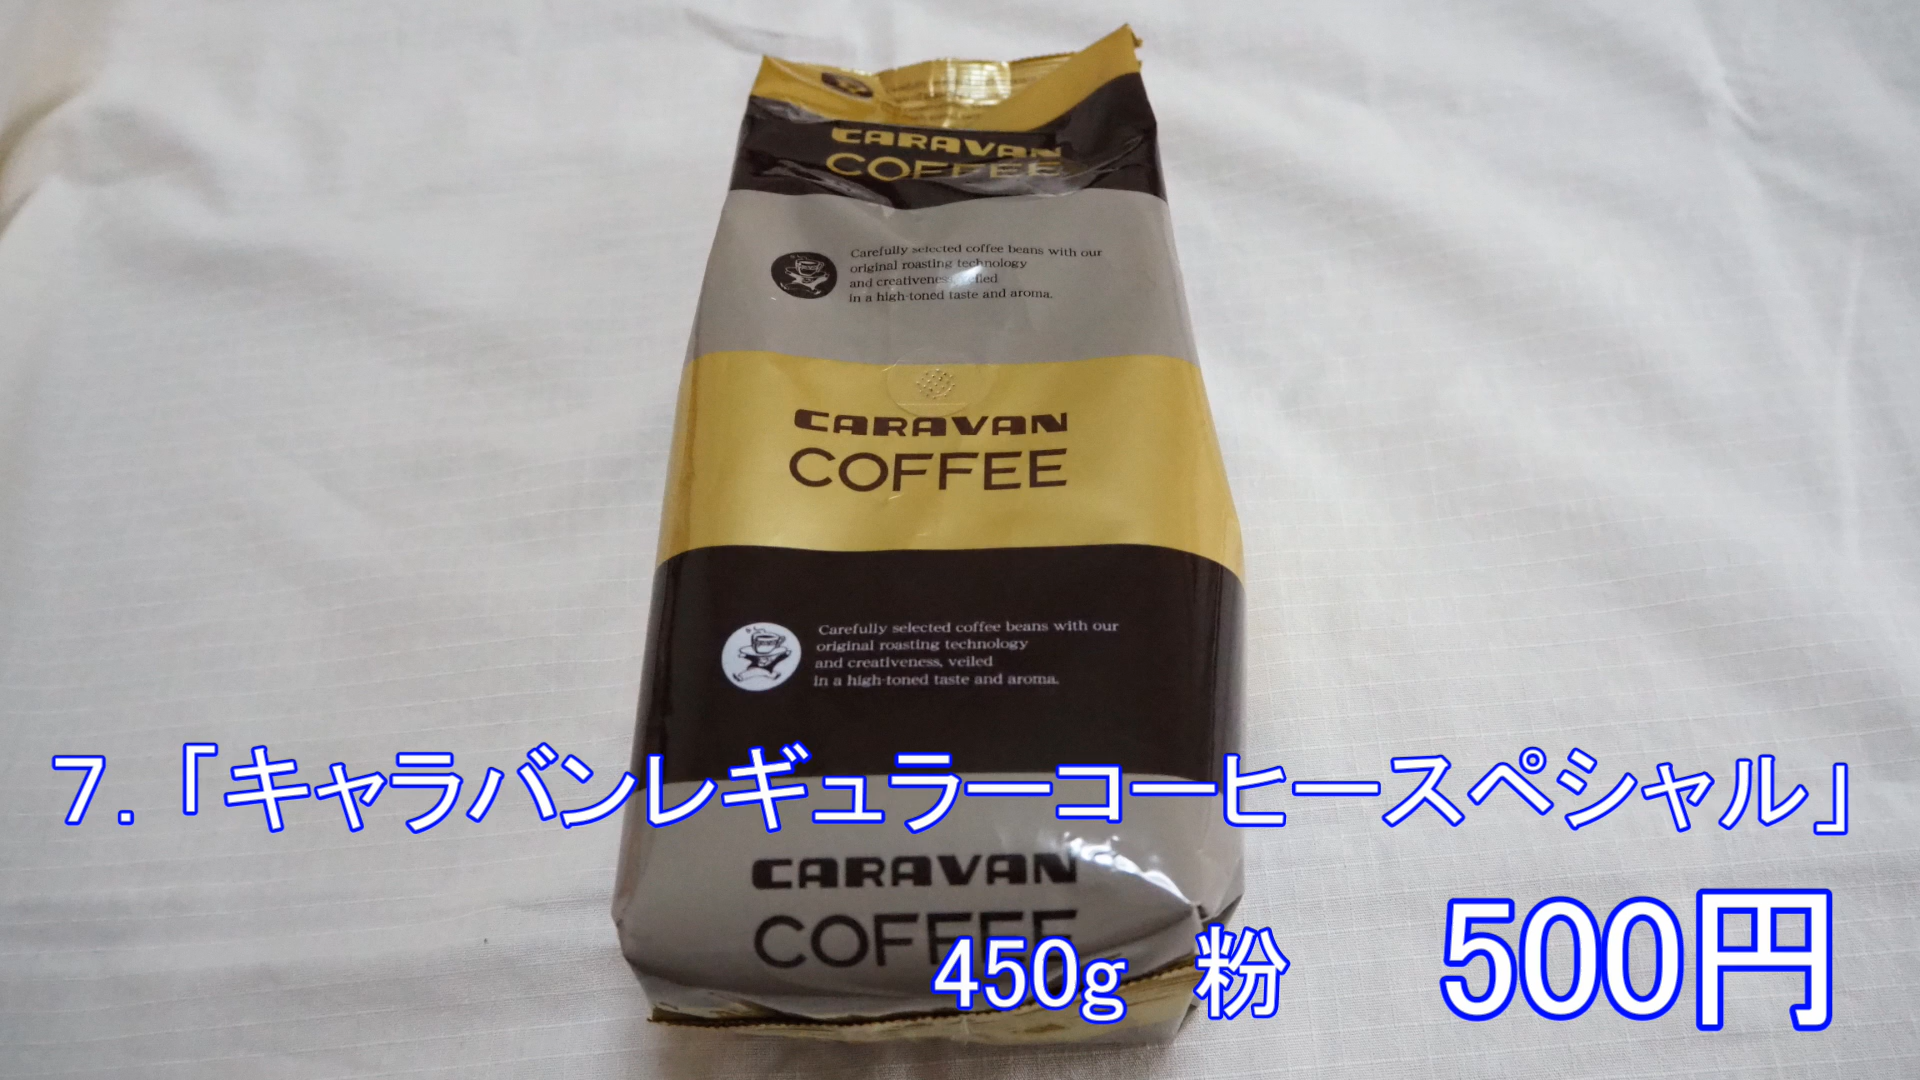 CARAVAN
COFFEE
Carefully selected coffee beans with our
original roasting technology
and creativeness, veiled
in a high-toned taste and aroma.
CARAVAN
COFFEE
Carefully selected coffee beans with our
original roasting technology
and creativeness, veiled
in a high-toned taste and aroma.
7.「キャラバンレギュラーコーヒースペシャル」
CARAVAN
COFFEE
450g 粉 500円